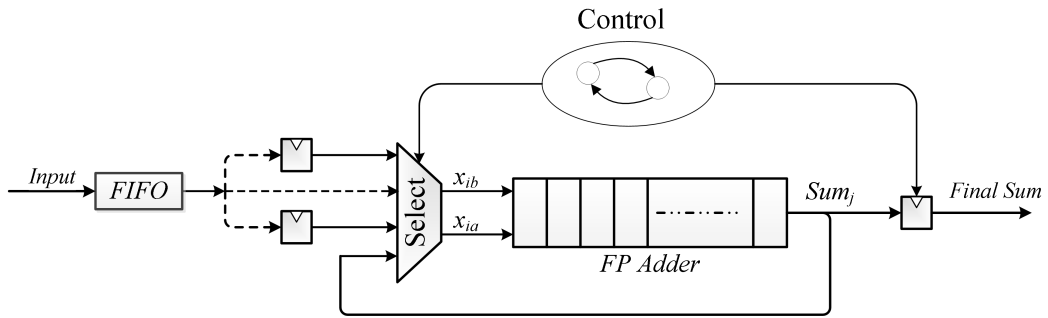 Control
Input
FIFO
Select
x_ib
x_ia
Sum_j
Final Sum
FP Adder